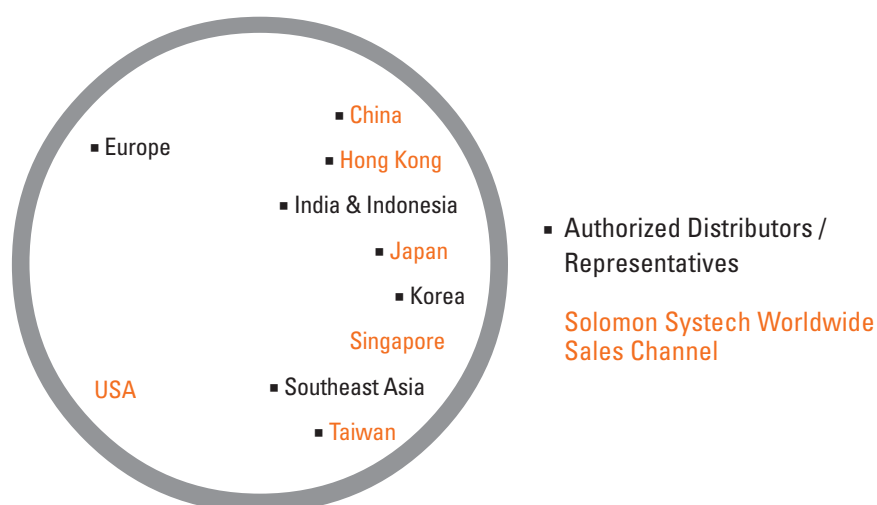 China
Europe
Hong Kong
India & Indonesia
Japan
Korea
Singapore
USA
Southeast Asia
Taiwan
Authorized Distributors /
Representatives
Solomon Systech Worldwide
Sales Channel